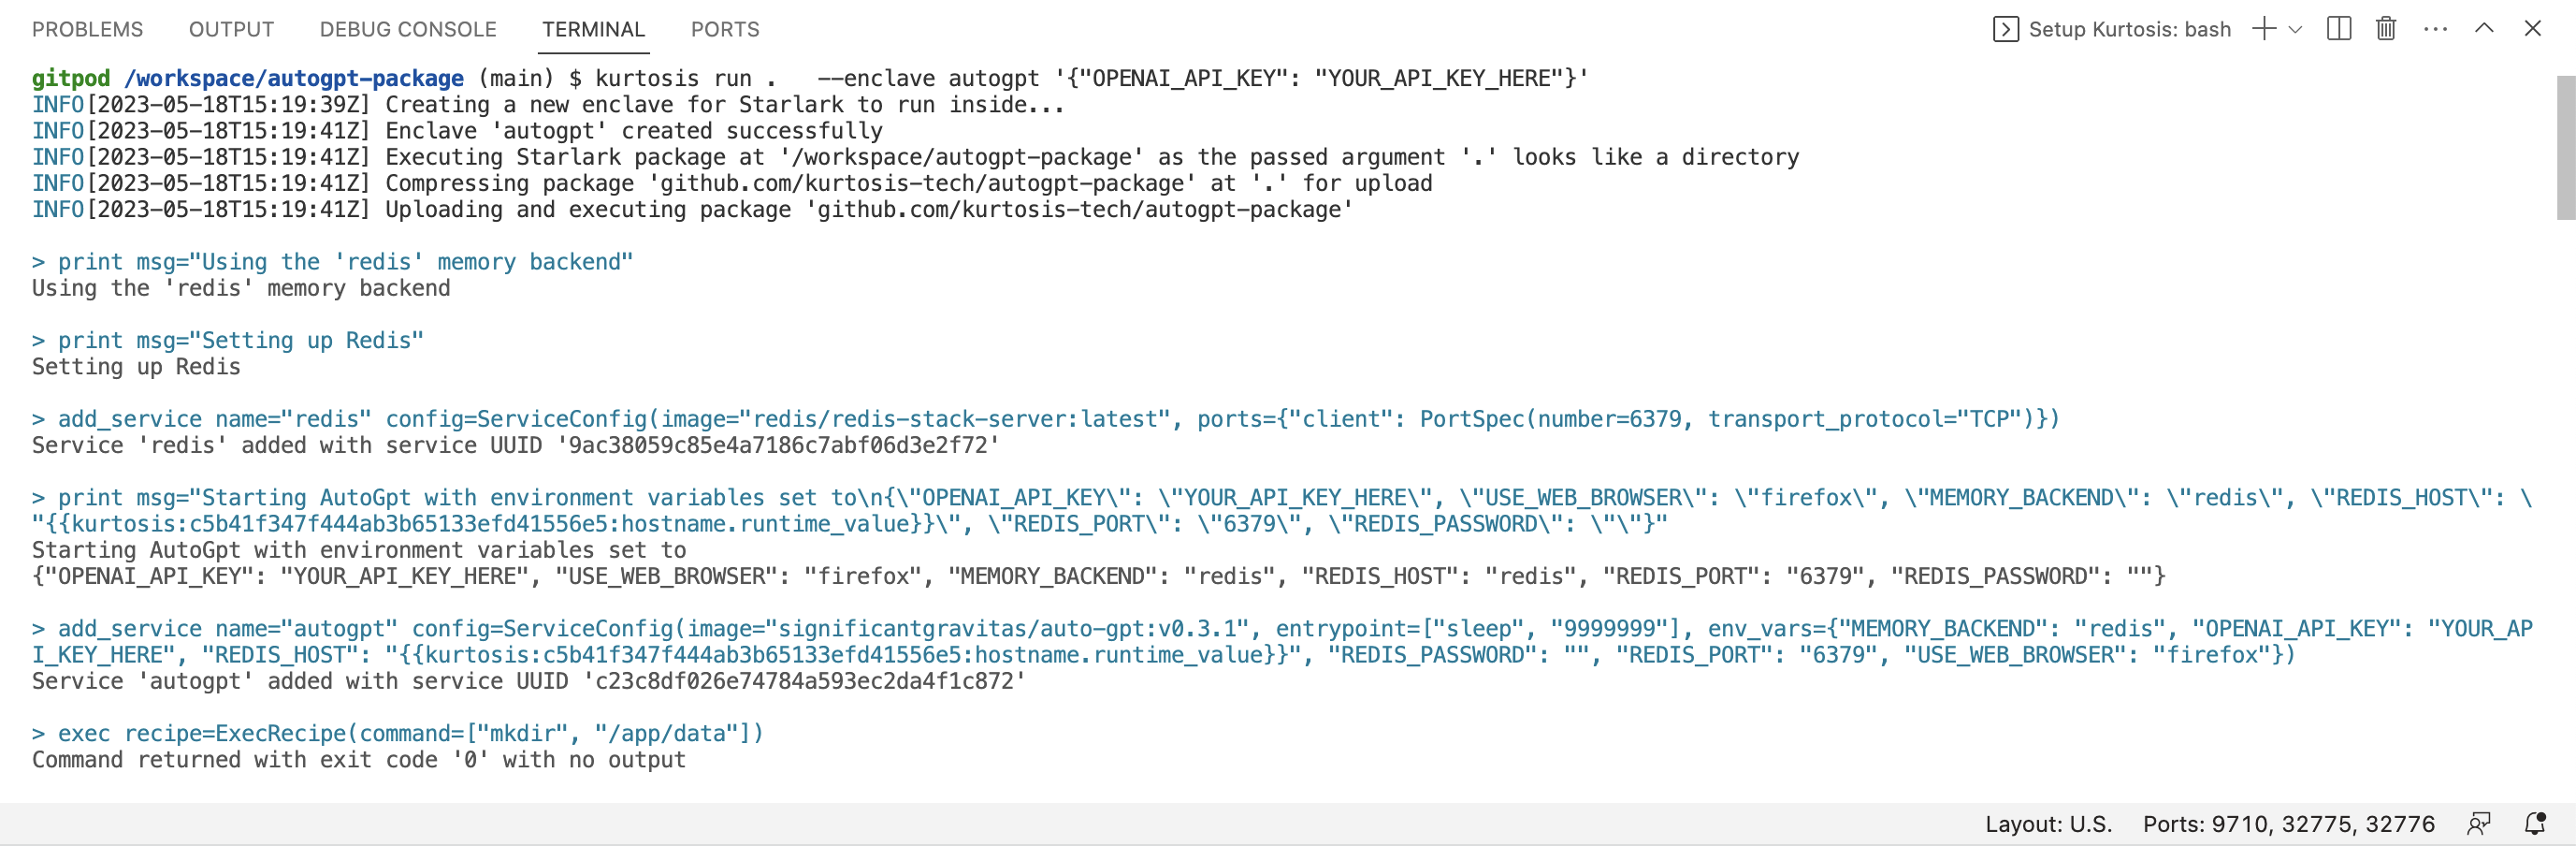 PROBLEMS OUTPUT DEBUG CONSOLE TERMINAL PORTS Setup Kurtosis: bash
gitpod /workspace/autogpt-package (main) $ kurtosis run .   --enclave autogpt '{"OPENAI_API_KEY": "YOUR_API_KEY_HERE"}'
INFO[2023-05-18T15:19:39Z] Creating a new enclave for Starlark to run inside...
INFO[2023-05-18T15:19:41Z] Enclave 'autogpt' created successfully
INFO[2023-05-18T15:19:41Z] Executing Starlark package at '/workspace/autogpt-package' as the passed argument '.' looks like a directory
INFO[2023-05-18T15:19:41Z] Compressing package 'github.com/kurtosis-tech/autogpt-package' at '.' for upload
INFO[2023-05-18T15:19:41Z] Uploading and executing package 'github.com/kurtosis-tech/autogpt-package'
> print msg="Using the 'redis' memory backend"
Using the 'redis' memory backend
> print msg="Setting up Redis"
Setting up Redis
> add_service name="redis" config=ServiceConfig(image="redis/redis-stack-server:latest", ports={"client": PortSpec(number=6379, transport_protocol="TCP")})
Service 'redis' added with service UUID '9ac38059c85e4a7186c7abf06d3e2f72'
> print msg="Starting AutoGpt with environment variables set to\n{\"OPENAI_API_KEY\": \"YOUR_API_KEY_HERE\", \"USE_WEB_BROWSER\": \"firefox\", \"MEMORY_BACKEND\": \"redis\", \"REDIS_HOST\": \
"{{kurtosis:c5b41f347f444ab3b65133efd41556e5:hostname.runtime_value}}\", \"REDIS_PORT\": \"6379\", \"REDIS_PASSWORD\": \"\"}"
Starting AutoGpt with environment variables set to
{"OPENAI_API_KEY": "YOUR_API_KEY_HERE", "USE_WEB_BROWSER": "firefox", "MEMORY_BACKEND": "redis", "REDIS_HOST": "redis", "REDIS_PORT": "6379", "REDIS_PASSWORD": ""}
> add_service name="autogpt" config=ServiceConfig(image="significantgravitas/auto-gpt:v0.3.1", entrypoint=["sleep", "9999999"], env_vars={"MEMORY_BACKEND": "redis", "OPENAI_API_KEY": "YOUR_AP
I_KEY_HERE", "REDIS_HOST": "{{kurtosis:c5b41f347f444ab3b65133efd41556e5:hostname.runtime_value}}", "REDIS_PASSWORD": "", "REDIS_PORT": "6379", "USE_WEB_BROWSER": "firefox"})
Service 'autogpt' added with service UUID 'c23c8df026e74784a593ec2da4f1c872'
> exec recipe=ExecRecipe(command=["mkdir", "/app/data"])
Command returned with exit code '0' with no output
Layout: U.S. Ports: 9710, 32775, 32776